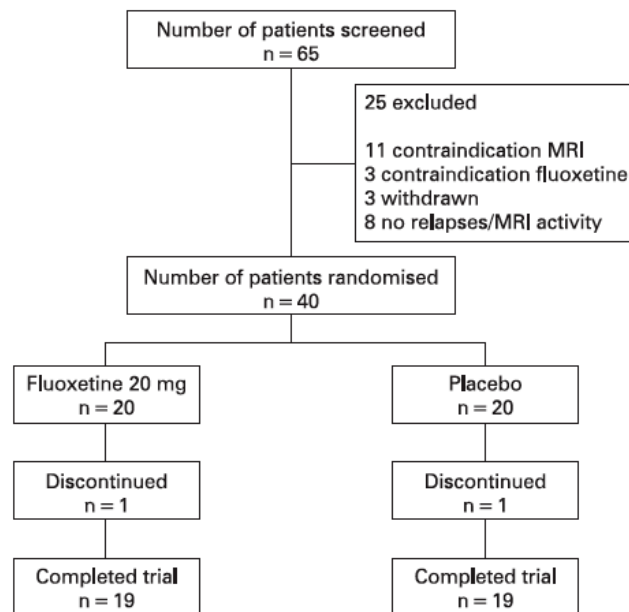 Number of patients screened
n = 65
25 excluded
11 contraindication MRI
3 contraindication fluoxetine
3 withdrawn
8 no relapses/MRI activity
Number of patients randomised
n = 40
Fluoxetine 20 mg
n = 20
Placebo
n = 20
Discontinued
n = 1
Discontinued
n = 1
Completed trial
n = 19
Completed trial
n = 19